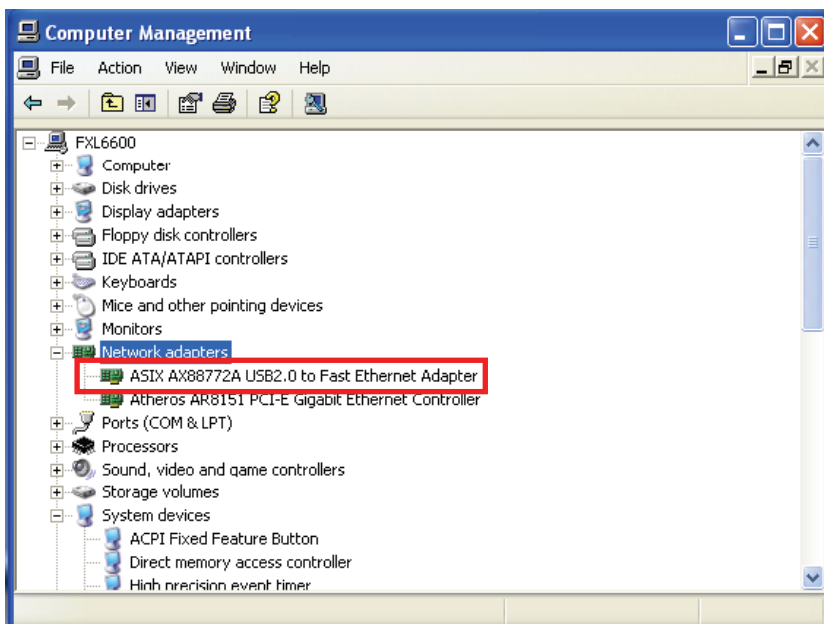 Computer Management
File Action View Window Help
FXL6600
Computer
Disk drives
Display adapters
Floppy disk controllers
IDE ATA/ATAPI controllers
Keyboards
Mice and other pointing devices
Monitors
Network adapters
ASIX AX88772A USB2.0 to Fast Ethernet Adapter
Atheros AR8151 PCI-E Gigabit Ethernet Controller
Ports (COM & LPT)
Processors
Sound, video and game controllers
Storage volumes
System devices
ACPI Fixed Feature Button
Direct memory access controller
High precision event timer